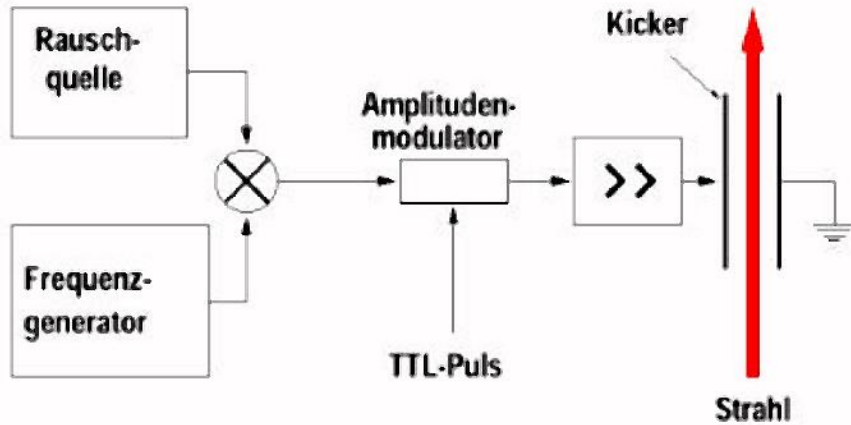 Rausch-
quelle
Kicker
Amplituden-
modulator
Frequenz-
generator
TTL-Puls
Strahl